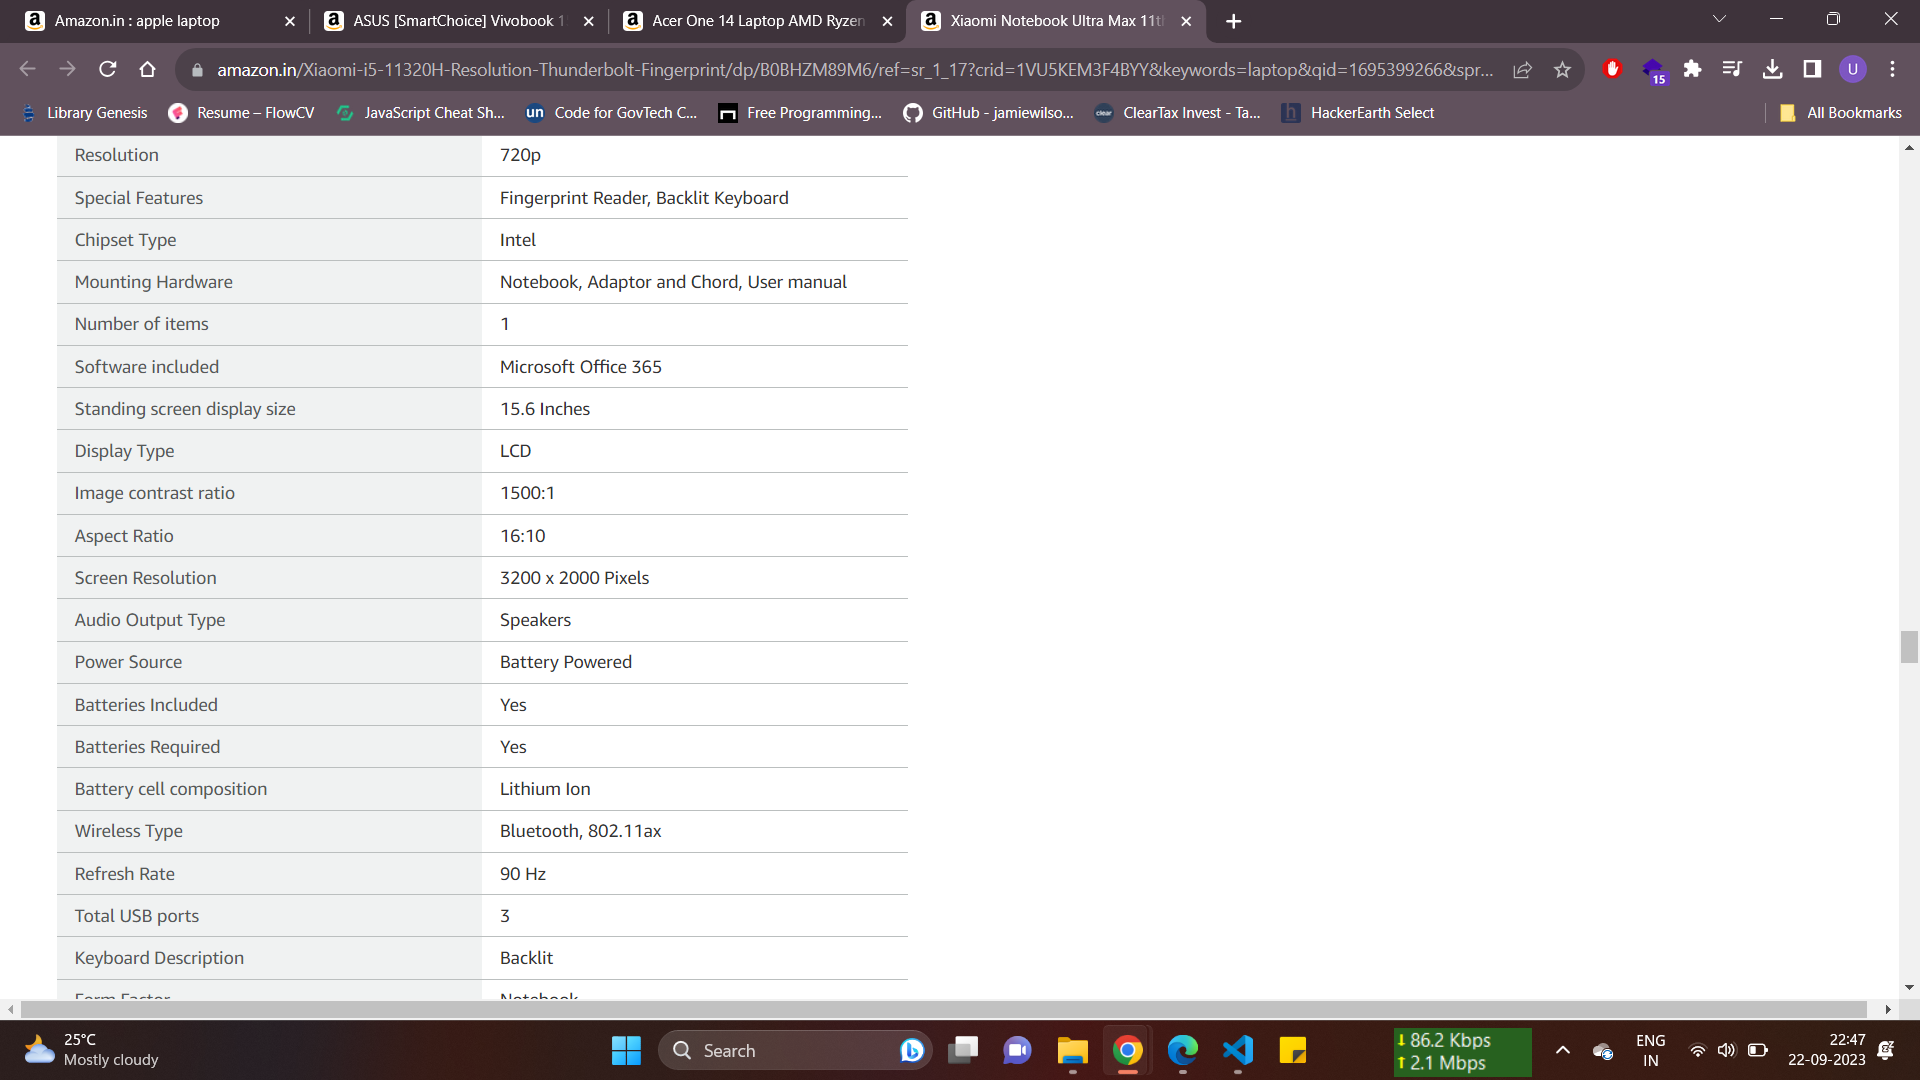 Amazon.in : apple laptop
ASUS [SmartChoice] Vivobook 1
Acer One 14 Laptop AMD Ryzen
Xiaomi Notebook Ultra Max 11th
amazon.in/Xiaomi-i5-11320H-Resolution-Thunderbolt-Fingerprint/dp/B0BHZM89M6/ref=sr_1_17?crid=1VU5KEM3F4BYY&keywords=laptop&qid=1695399266&spr...
15
U
Library Genesis
Resume – FlowCV
JavaScript Cheat Sh...
un
Code for GovTech C...
Free Programming...
GitHub - jamiewilso...
clear
ClearTax Invest - Ta...
h
HackerEarth Select
All Bookmarks
Resolution 720p
Special Features Fingerprint Reader, Backlit Keyboard
Chipset Type Intel
Mounting Hardware Notebook, Adaptor and Chord, User manual
Number of items 1
Software included Microsoft Office 365
Standing screen display size 15.6 Inches
Display Type LCD
Image contrast ratio 1500:1
Aspect Ratio 16:10
Screen Resolution 3200 x 2000 Pixels
Audio Output Type Speakers
Power Source Battery Powered
Batteries Included Yes
Batteries Required Yes
Battery cell composition Lithium Ion
Wireless Type Bluetooth, 802.11ax
Refresh Rate 90 Hz
Total USB ports 3
Keyboard Description Backlit
Form Factor Notebook
25°C
Mostly cloudy
Search
86.2 Kbps
2.1 Mbps
ENG
IN
22:47
22-09-2023